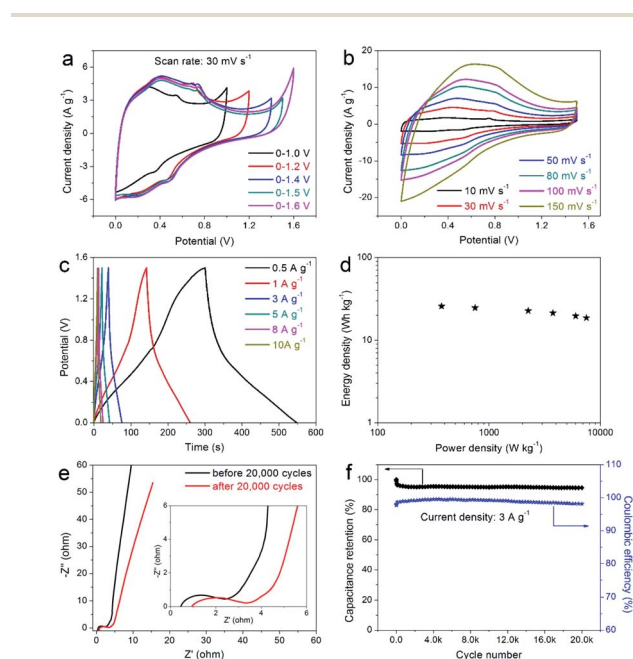 a
Scan rate: 30 mV s⁻¹
6
3
0
-3
-6
Current density (A g⁻¹)
0-1.0 V
0-1.2 V
0-1.4 V
0-1.5 V
0-1.6 V
0.0 0.4 0.8 1.2 1.6
Potential (V)
b
20
10
0
-10
-20
Current density (A g⁻¹)
50 mV s⁻¹
80 mV s⁻¹
10 mV s⁻¹ 100 mV s⁻¹
30 mV s⁻¹ 150 mV s⁻¹
0.0 0.4 0.8 1.2 1.6
Potential (V)
c
1.6
1.2
0.8
0.4
0.0
Potential (V)
0.5 A g⁻¹
1 A g⁻¹
3 A g⁻¹
5 A g⁻¹
8 A g⁻¹
10A g⁻¹
0 100 200 300 400 500 600
Time (s)
d
100
10
1
Energy density (Wh kg⁻¹)
100 1000 10000
Power density (W kg⁻¹)
e
60
50
40
30
20
10
0
-Z'' (ohm)
before 20,000 cycles
after 20,000 cycles
6
4
2
0
-Z'' (ohm)
0 2 4 6
Z' (ohm)
0 10 20 30 40 50 60
Z' (ohm)
f
100
80
60
40
20
0
Capacitance retention (%)
Current density: 3 A g⁻¹
110
100
90
80
70
60
Coulombic efficiency (%)
0.0 4.0k 8.0k 12.0k 16.0k 20.0k
Cycle number